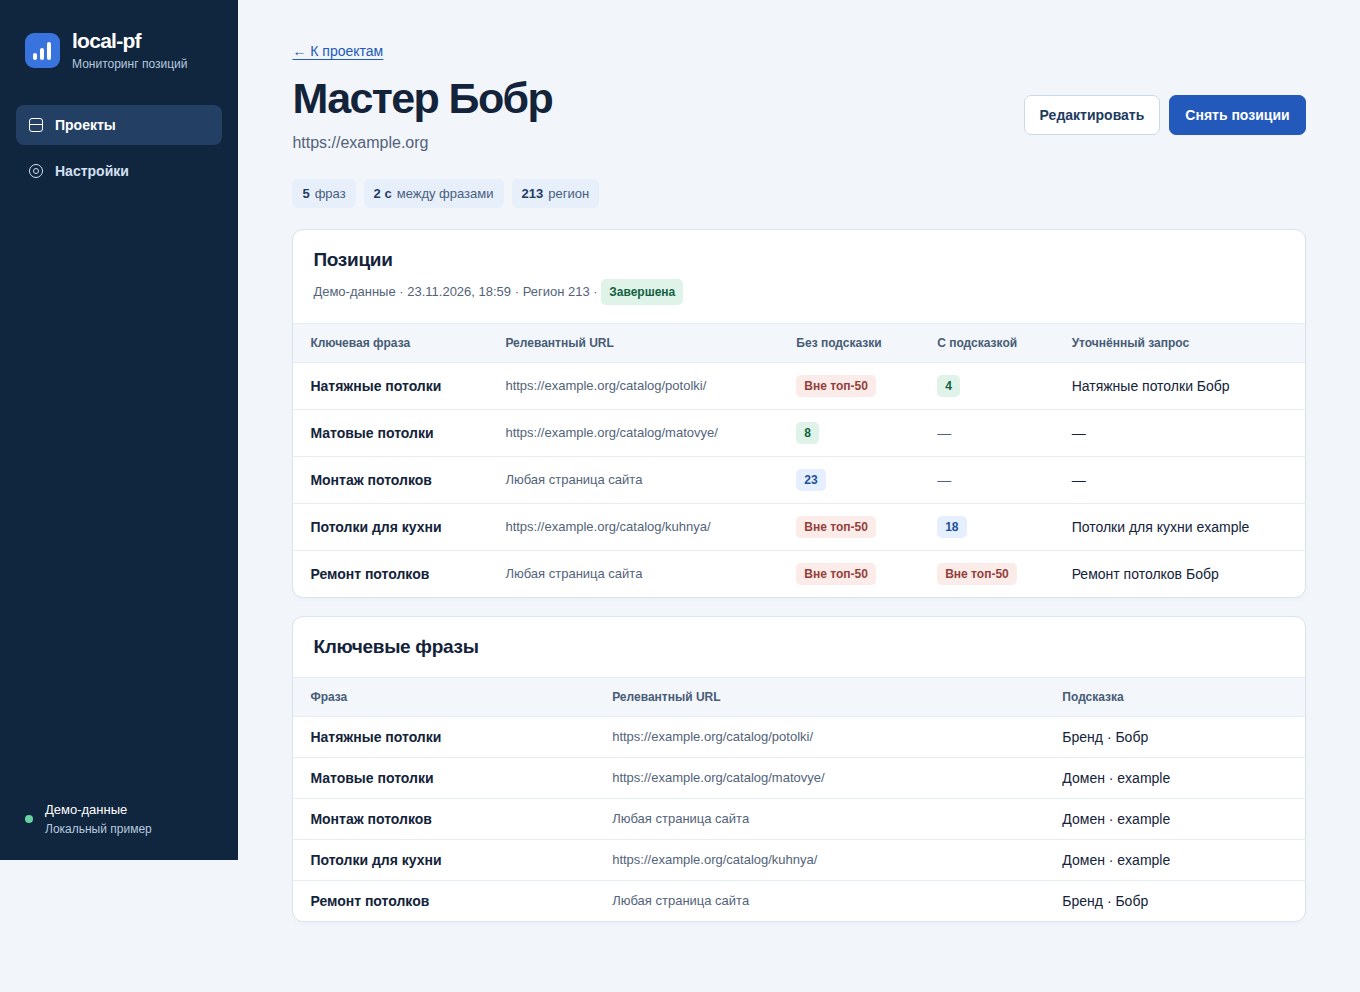 local-pf
Мониторинг позиций
Проекты
Настройки
Демо-данные
Локальный пример
← К проектам
Мастер Бобр
https://example.org
Редактировать
Снять позиции
5 фраз
2 с между фразами
213 регион
Позиции
Демо-данные · 23.11.2026, 18:59 · Регион 213 · Завершена
Ключевая фраза Релевантный URL Без подсказки С подсказкой Уточнённый запрос
Натяжные потолки https://example.org/catalog/potolki/ Вне топ-50 4 Натяжные потолки Бобр
Матовые потолки https://example.org/catalog/matovye/ 8 — —
Монтаж потолков Любая страница сайта 23 — —
Потолки для кухни https://example.org/catalog/kuhnya/ Вне топ-50 18 Потолки для кухни example
Ремонт потолков Любая страница сайта Вне топ-50 Вне топ-50 Ремонт потолков Бобр
Ключевые фразы
Фраза Релевантный URL Подсказка
Натяжные потолки https://example.org/catalog/potolki/ Бренд · Бобр
Матовые потолки https://example.org/catalog/matovye/ Домен · example
Монтаж потолков Любая страница сайта Домен · example
Потолки для кухни https://example.org/catalog/kuhnya/ Домен · example
Ремонт потолков Любая страница сайта Бренд · Бобр